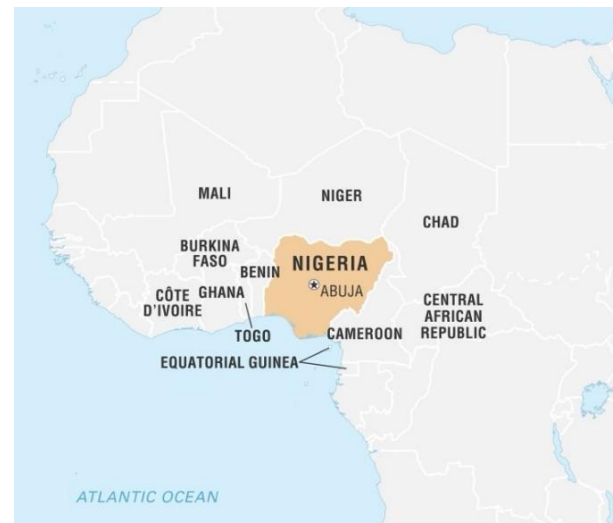 MALI
NIGER
CHAD
BURKINA
FASO
BENIN
NIGERIA
ABUJA
CÔTE
D'IVOIRE
GHANA
CENTRAL
AFRICAN
REPUBLIC
TOGO
CAMEROON
EQUATORIAL GUINEA
ATLANTIC OCEAN